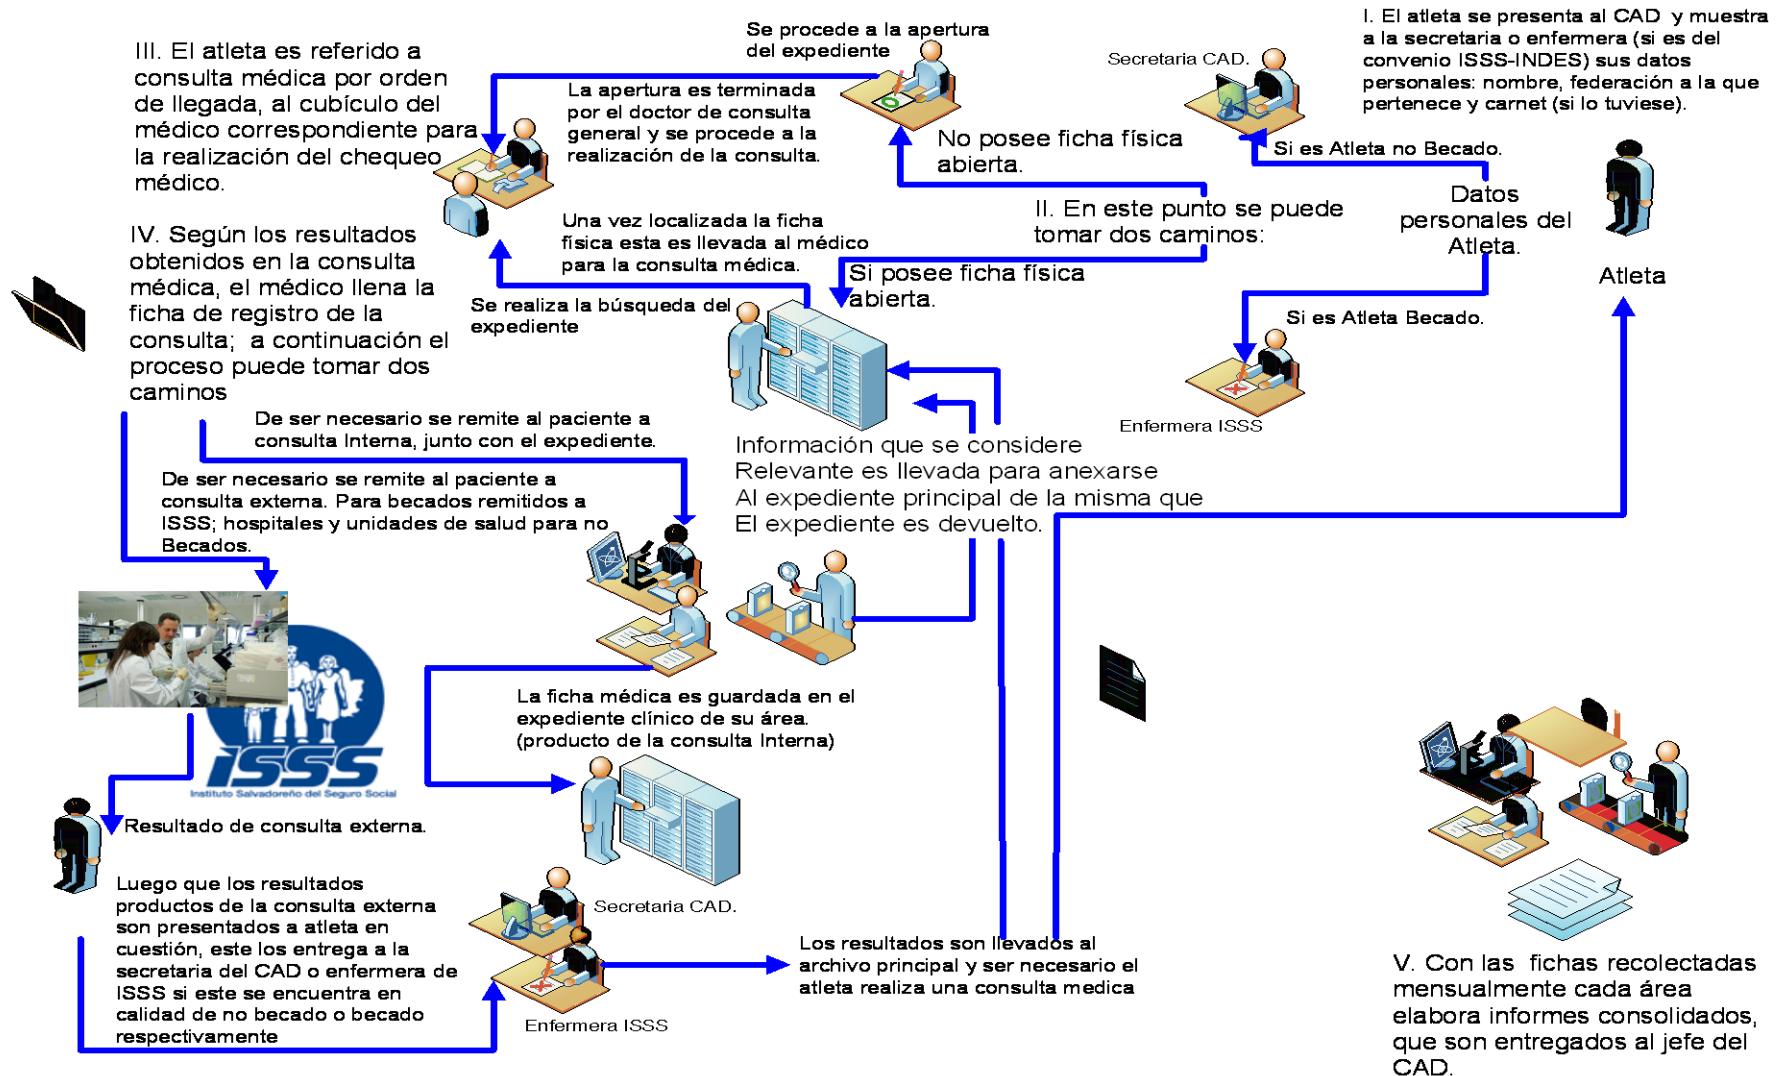 I. El atleta se presenta al CAD y muestra
a la secretaria o enfermera (si es del
convenio ISSS-INDES) sus datos
personales: nombre, federación a la que
pertenece y carnet (si lo tuviese).
Atleta
Datos
personales del
Atleta.
Si es Atleta no Becado.
Secretaria CAD.
Si es Atleta Becado.
Enfermera ISSS
II. En este punto se puede
tomar dos caminos:
No posee ficha física
abierta.
Se procede a la apertura
del expediente
La apertura es terminada
por el doctor de consulta
general y se procede a la
realización de la consulta.
Si posee ficha física
abierta.
Se realiza la búsqueda del
expediente
Una vez localizada la ficha
física esta es llevada al médico
para la consulta médica.
III. El atleta es referido a
consulta médica por orden
de llegada, al cubículo del
médico correspondiente para
la realización del chequeo
médico.
IV. Según los resultados
obtenidos en la consulta
médica, el médico llena la
ficha de registro de la
consulta; a continuación el
proceso puede tomar dos
caminos
De ser necesario se remite al paciente a
consulta Interna, junto con el expediente.
De ser necesario se remite al paciente a
consulta externa. Para becados remitidos a
ISSS; hospitales y unidades de salud para no
Becados.
Información que se considere
Relevante es llevada para anexarse
Al expediente principal de la misma que
El expediente es devuelto.
La ficha médica es guardada en el
expediente clínico de su área.
(producto de la consulta Interna)
ISSS
Instituto Salvadoreño del Seguro Social
Resultado de consulta externa.
Luego que los resultados
productos de la consulta externa
son presentados a atleta en
cuestión, este los entrega a la
secretaria del CAD o enfermera de
ISSS si este se encuentra en
calidad de no becado o becado
respectivamente
Secretaria CAD.
Enfermera ISSS
Los resultados son llevados al
archivo principal y ser necesario el
atleta realiza una consulta medica
V. Con las fichas recolectadas
mensualmente cada área
elabora informes consolidados,
que son entregados al jefe del
CAD.